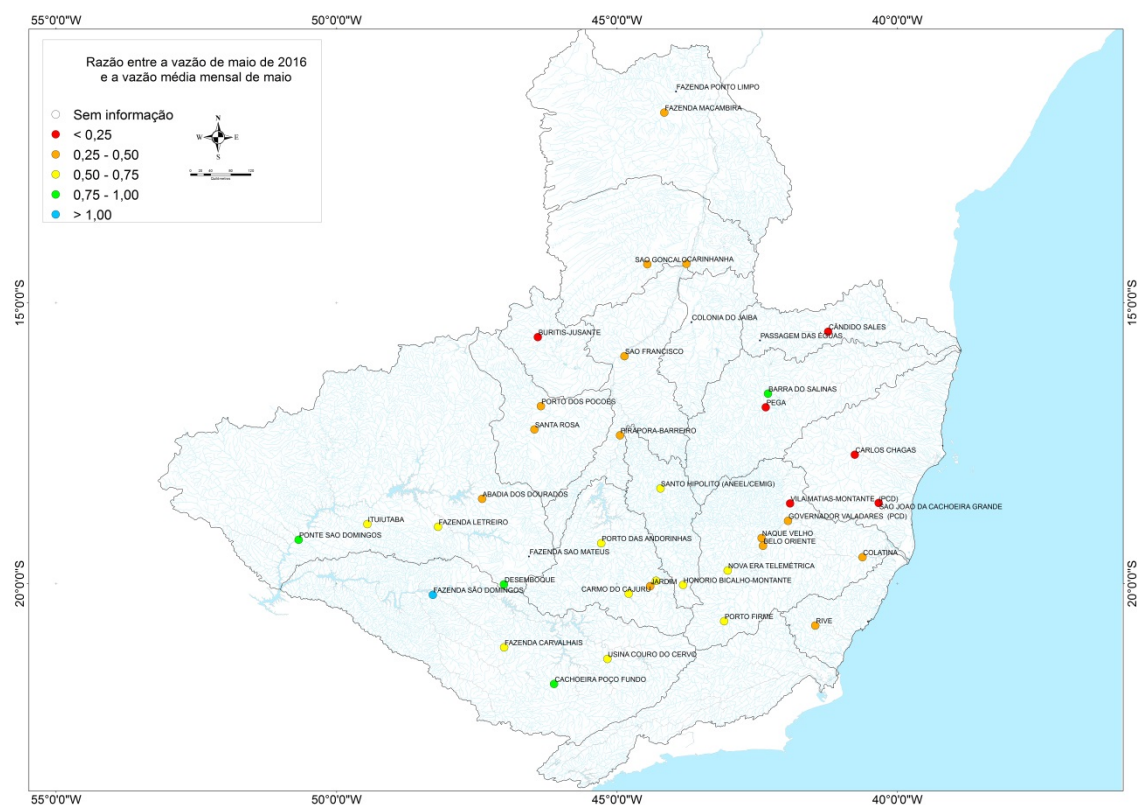 55°0'0"W 50°0'0"W 45°0'0"W 40°0'0"W
Razão entre a vazão de maio de 2016
e a vazão média mensal de maio
Sem informação
< 0,25
0,25 - 0,50
0,50 - 0,75
0,75 - 1,00
> 1,00
N
W E
S
FAZENDA PONTO LIMPO
FAZENDA MACAMBIRA
SAO GONCALO
CARINHANHA
15°0'0"S 15°0'0"S
COLONIA DO JAIBA
CÂNDIDO SALES
BURITIS-JUSANTE
PASSAGEM DAS ÉGUAS
SAO FRANCISCO
BARRA DO SALINAS
PEGA
PORTO DOS POCOES
SANTA ROSA
PIRAPORA-BARREIRO
CARLOS CHAGAS
SANTO HIPOLITO (ANEEL/CEMIG)
ABADIA DOS DOURADOS
VILA MATIAS-MONTANTE (PCD)
SAO JOAO DA CACHOEIRA GRANDE
GOVERNADOR VALADARES (PCD)
ITUIUTABA
FAZENDA LETREIRO
PONTE SAO DOMINGOS
PORTO DAS ANDORINHAS
NAQUE VELHO
BELO ORIENTE
FAZENDA SAO MATEUS
COLATINA
NOVA ERA TELEMÉTRICA
20°0'0"S 20°0'0"S
DESEMBOQUE
JARDIM
HONORIO BICALHO-MONTANTE
FAZENDA SÃO DOMINGOS
CARMO DO CAJURU
PORTO FIRME
RIVE
FAZENDA CARVALHAIS
USINA COURO DO CERVO
CACHOEIRA POÇO FUNDO
55°0'0"W 50°0'0"W 45°0'0"W 40°0'0"W